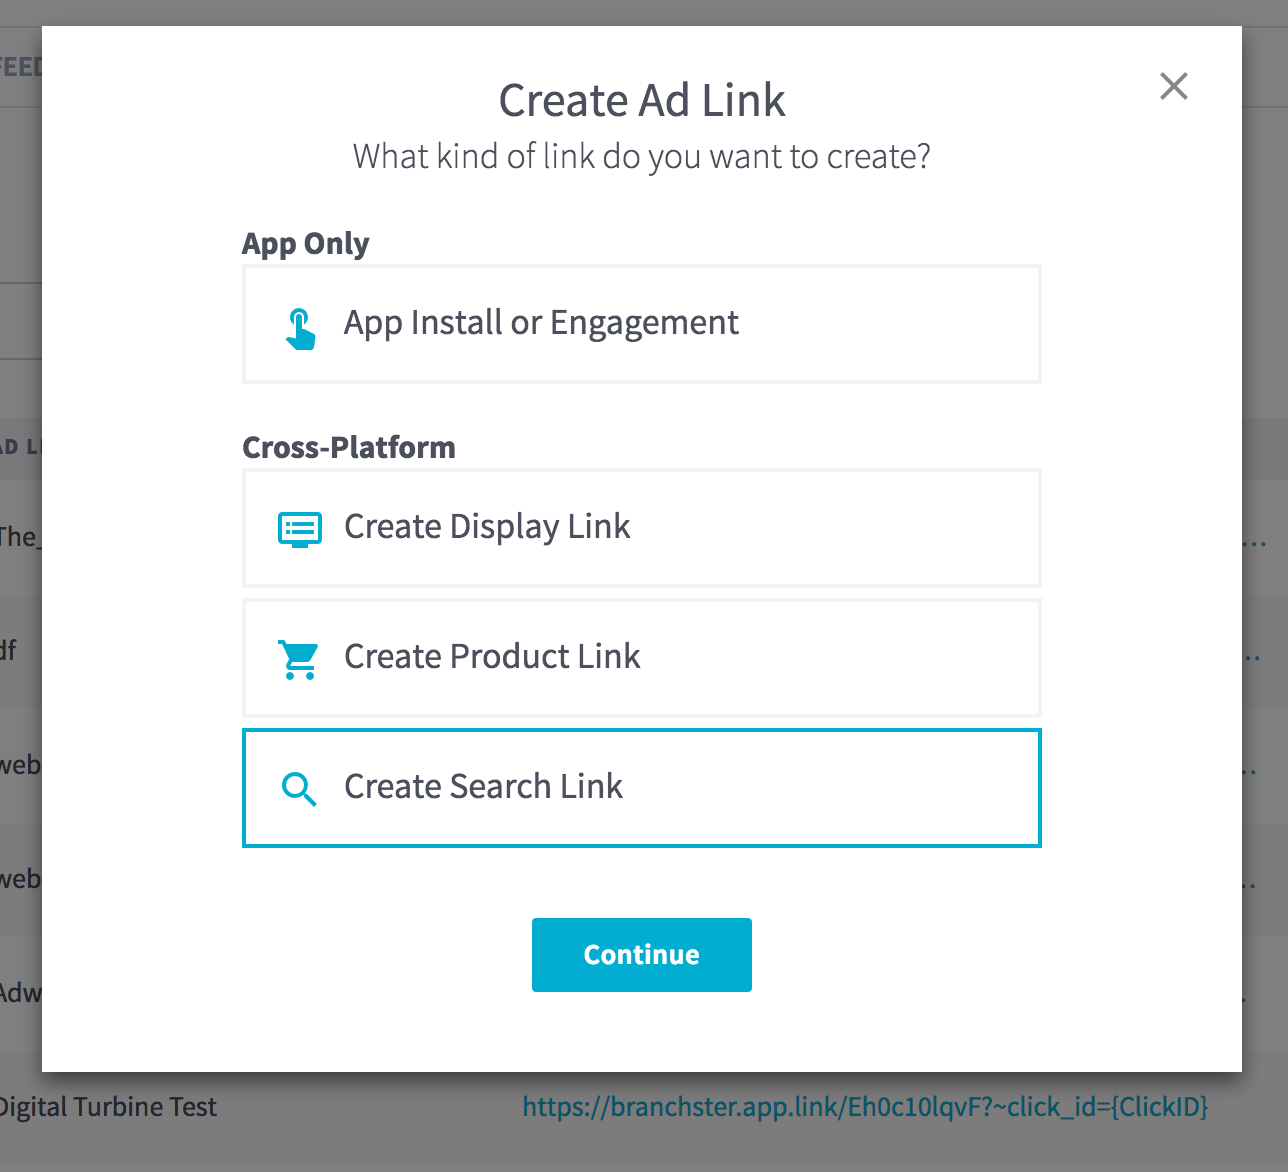 FEED
Create Ad Link
What kind of link do you want to create?
App Only
App Install or Engagement
Cross-Platform
AD LI
Create Display Link
The_
...
Create Product Link
df
..
Create Search Link
web
..
web
..
Continue
Adw
.
Digital Turbine Test
https://branchster.app.link/Eh0c10lqvF?~click_id={ClickID}